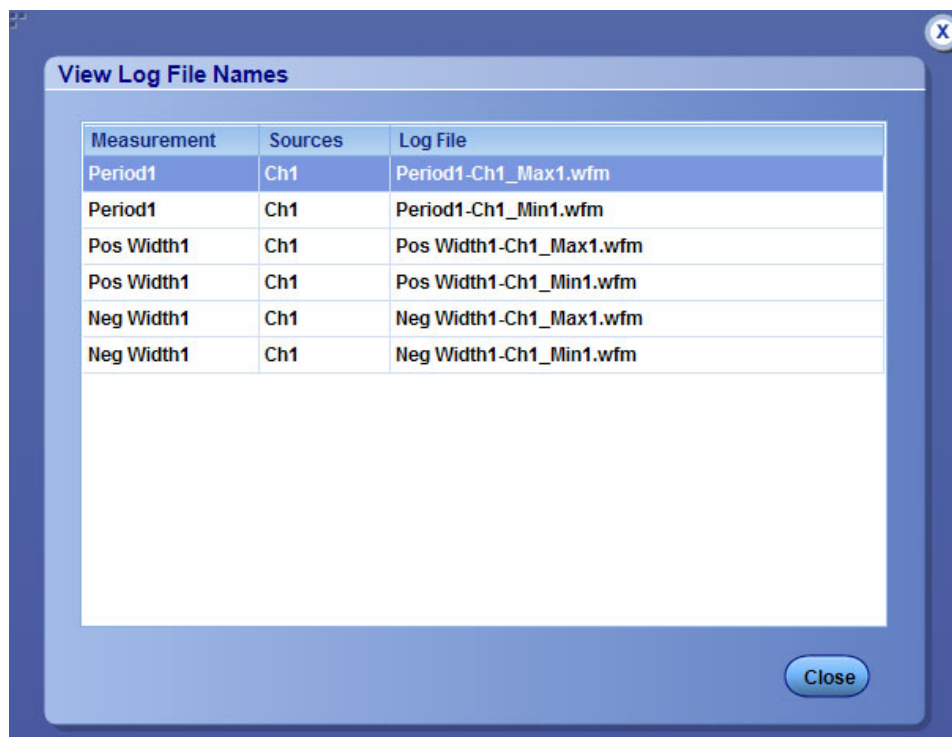 X
View Log File Names
Measurement Sources Log File
Period1 Ch1 Period1-Ch1_Max1.wfm
Period1 Ch1 Period1-Ch1_Min1.wfm
Pos Width1 Ch1 Pos Width1-Ch1_Max1.wfm
Pos Width1 Ch1 Pos Width1-Ch1_Min1.wfm
Neg Width1 Ch1 Neg Width1-Ch1_Max1.wfm
Neg Width1 Ch1 Neg Width1-Ch1_Min1.wfm
Close